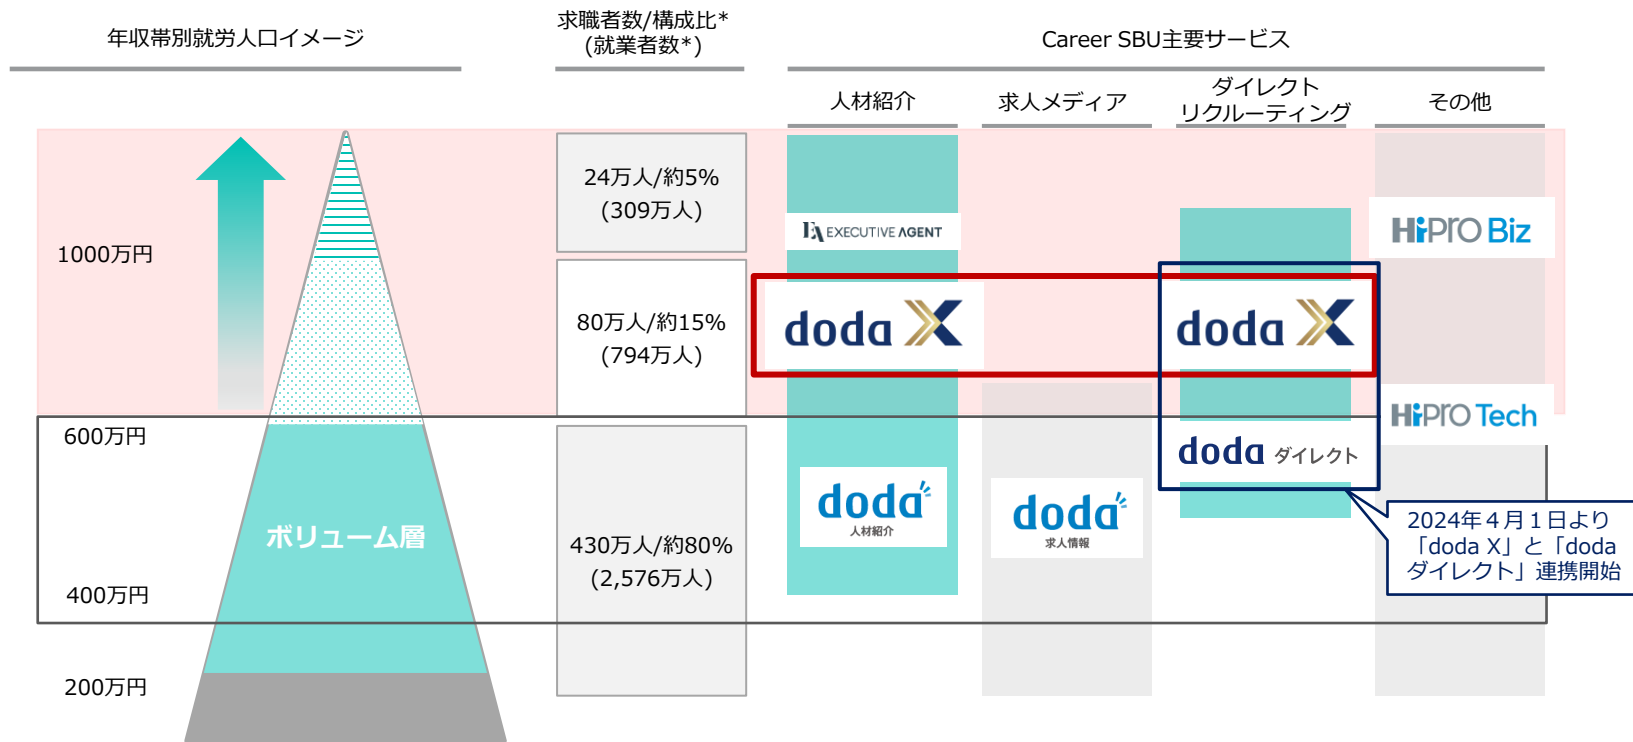 年収帯別就労人口イメージ
求職者数/構成比*
(就業者数*)
Career SBU主要サービス
人材紹介
求人メディア
ダイレクト
リクルーティング
その他
1000万円
600万円
400万円
200万円
ボリューム層
24万人/約5%
(309万人)
80万人/約15%
(794万人)
430万人/約80%
(2,576万人)
EA EXECUTIVE AGENT
doda X
doda
人材紹介
doda
求人情報
doda X
doda ダイレクト
HiPRO Biz
HiPRO Tech
2024年４月１日より
「doda X」と「doda
ダイレクト」連携開始